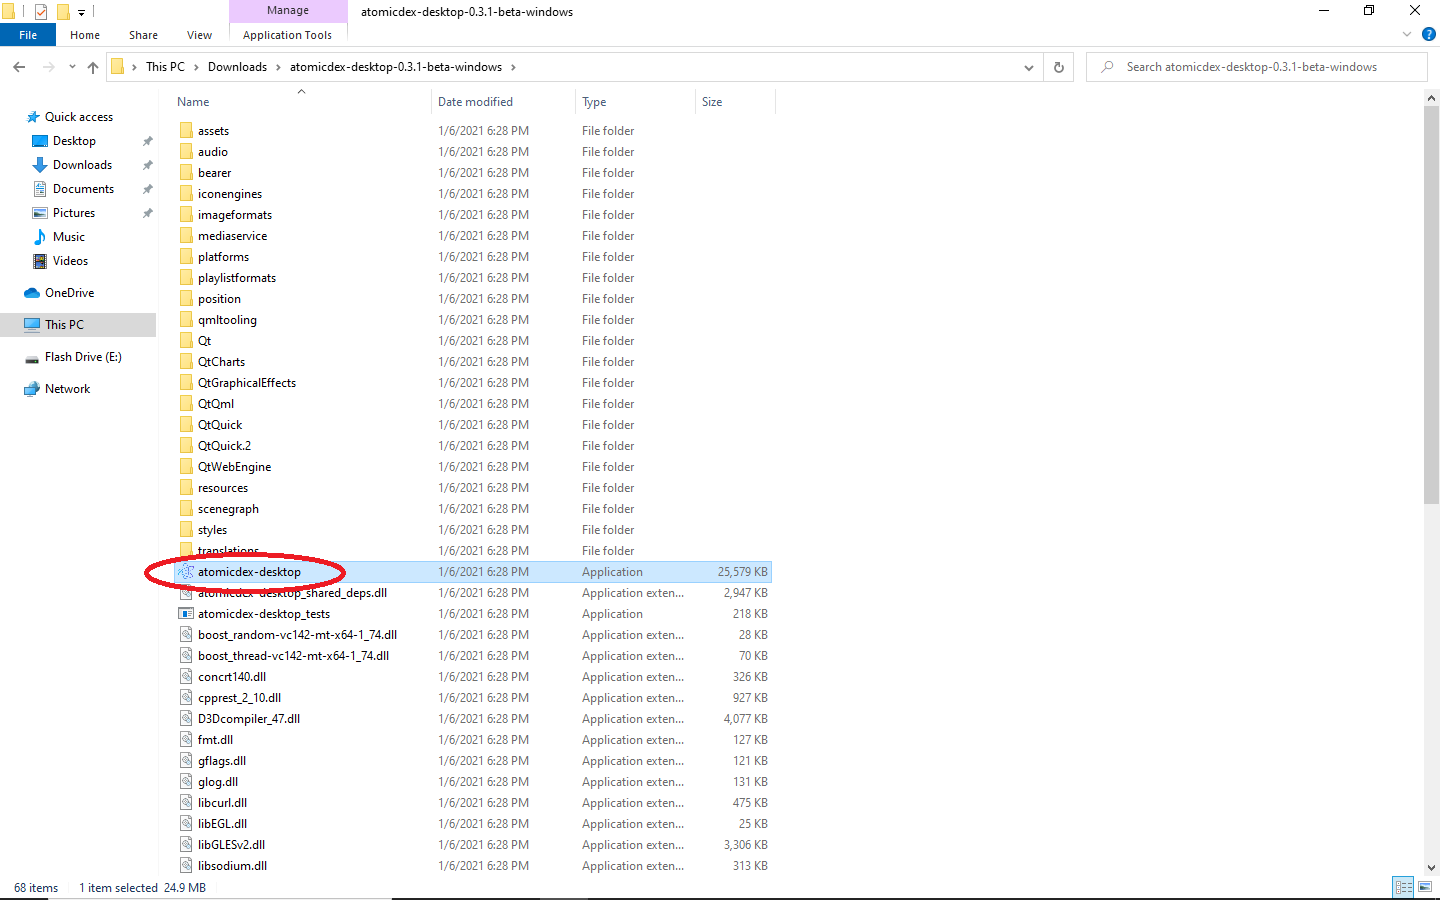 Manage
atomicdex-desktop-0.3.1-beta-windows
File Home Share View Application Tools
This PC Downloads atomicdex-desktop-0.3.1-beta-windows
Search atomicdex-desktop-0.3.1-beta-windows
Quick access
Desktop
Downloads
Documents
Pictures
Music
Videos
OneDrive
This PC
Flash Drive (E:)
Network
Name Date modified Type Size
assets 1/6/2021 6:28 PM File folder
audio 1/6/2021 6:28 PM File folder
bearer 1/6/2021 6:28 PM File folder
iconengines 1/6/2021 6:28 PM File folder
imageformats 1/6/2021 6:28 PM File folder
mediaservice 1/6/2021 6:28 PM File folder
platforms 1/6/2021 6:28 PM File folder
playlistformats 1/6/2021 6:28 PM File folder
position 1/6/2021 6:28 PM File folder
qmltooling 1/6/2021 6:28 PM File folder
Qt 1/6/2021 6:28 PM File folder
QtCharts 1/6/2021 6:28 PM File folder
QtGraphicalEffects 1/6/2021 6:28 PM File folder
QtQml 1/6/2021 6:28 PM File folder
QtQuick 1/6/2021 6:28 PM File folder
QtQuick.2 1/6/2021 6:28 PM File folder
QtWebEngine 1/6/2021 6:28 PM File folder
resources 1/6/2021 6:28 PM File folder
scenegraph 1/6/2021 6:28 PM File folder
styles 1/6/2021 6:28 PM File folder
translations 1/6/2021 6:28 PM File folder
atomicdex-desktop 1/6/2021 6:28 PM Application 25,579 KB
atomicdex-desktop_shared_deps.dll 1/6/2021 6:28 PM Application exten... 2,947 KB
atomicdex-desktop_tests 1/6/2021 6:28 PM Application 218 KB
boost_random-vc142-mt-x64-1_74.dll 1/6/2021 6:28 PM Application exten... 28 KB
boost_thread-vc142-mt-x64-1_74.dll 1/6/2021 6:28 PM Application exten... 70 KB
concrt140.dll 1/6/2021 6:28 PM Application exten... 326 KB
cpprest_2_10.dll 1/6/2021 6:28 PM Application exten... 927 KB
D3Dcompiler_47.dll 1/6/2021 6:28 PM Application exten... 4,077 KB
fmt.dll 1/6/2021 6:28 PM Application exten... 127 KB
gflags.dll 1/6/2021 6:28 PM Application exten... 121 KB
glog.dll 1/6/2021 6:28 PM Application exten... 131 KB
libcurl.dll 1/6/2021 6:28 PM Application exten... 475 KB
libEGL.dll 1/6/2021 6:28 PM Application exten... 25 KB
libGLESv2.dll 1/6/2021 6:28 PM Application exten... 3,306 KB
libsodium.dll 1/6/2021 6:28 PM Application exten... 313 KB
68 items 1 item selected 24.9 MB